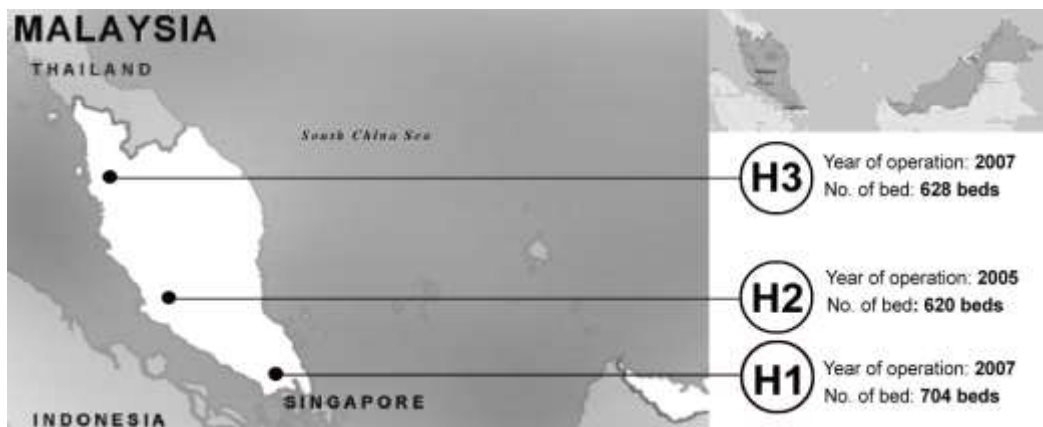 MALAYSIA
THAILAND
South China Sea
H3
Year of operation: 2007
No. of bed: 628 beds
H2
Year of operation: 2005
No. of bed: 620 beds
H1
Year of operation: 2007
No. of bed: 704 beds
SINGAPORE
INDONESIA